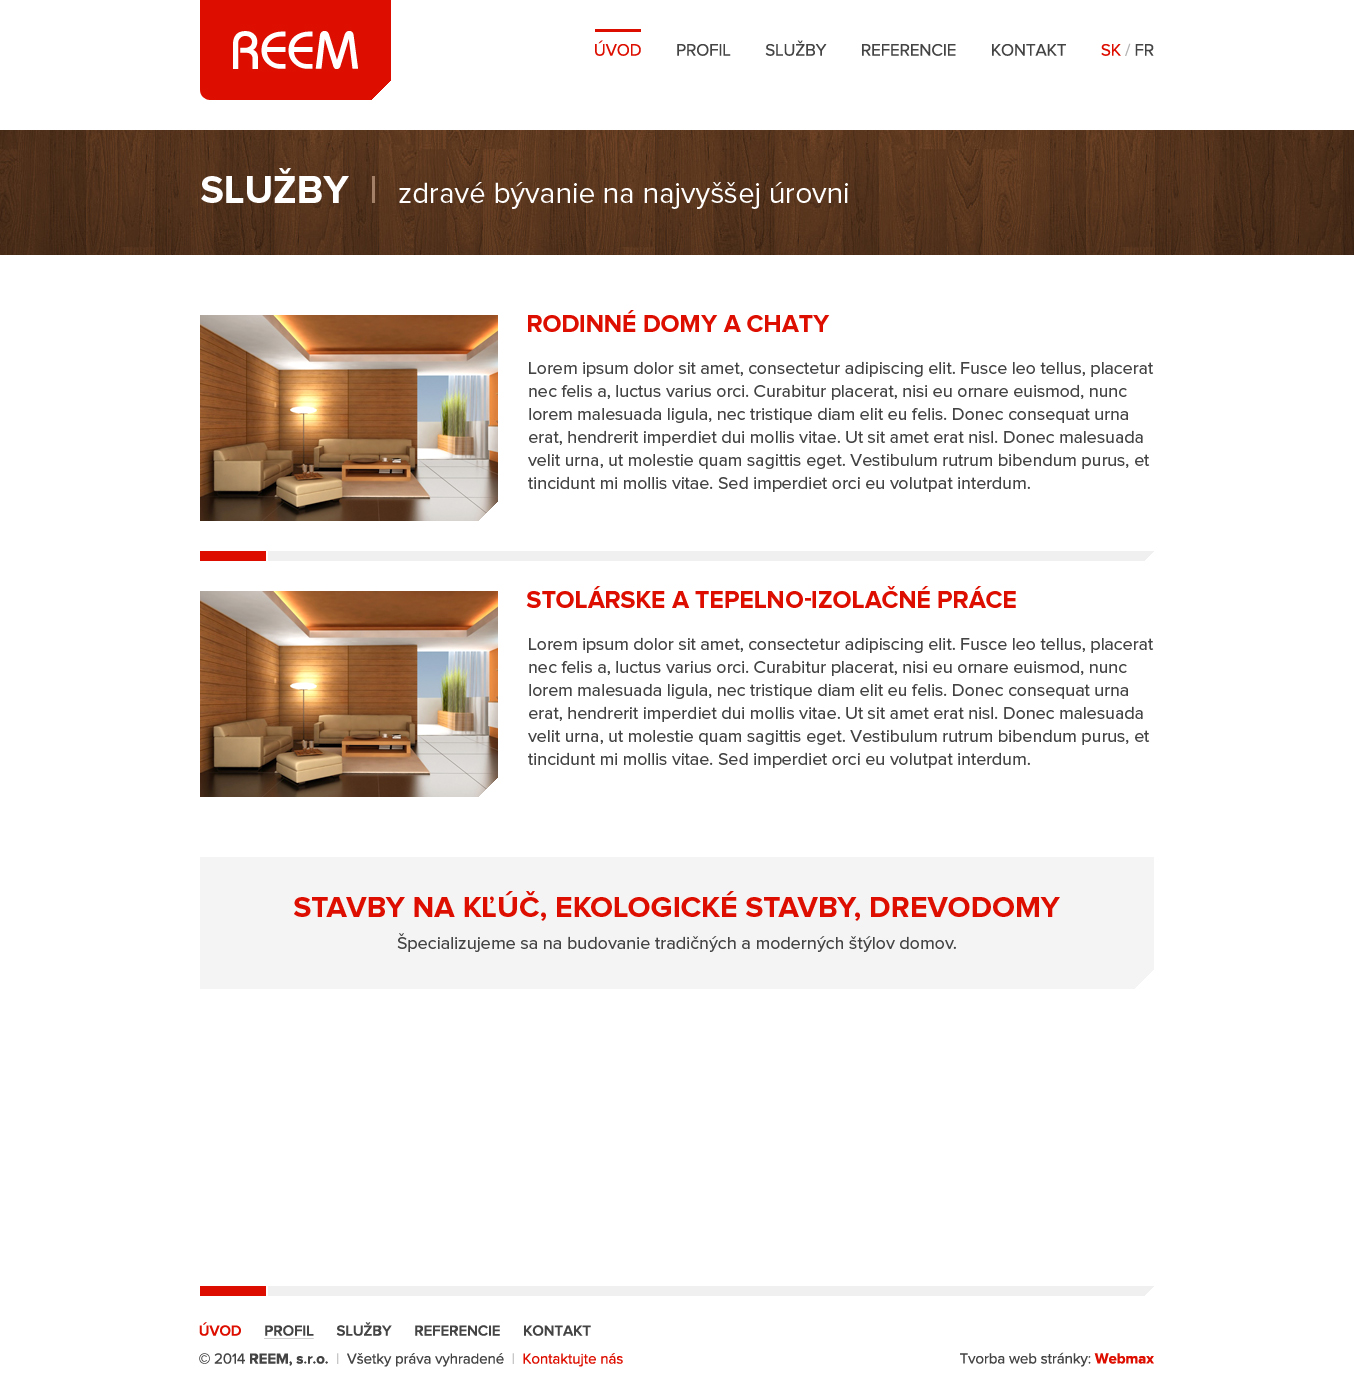 REEM
ÚVOD PROFIL SLUŽBY REFERENCIE KONTAKT SK / FR
SLUŽBY | zdravé bývanie na najvyššej úrovni
RODINNÉ DOMY A CHATY
Lorem ipsum dolor sit amet, consectetur adipiscing elit. Fusce leo tellus, placerat
nec felis a, luctus varius orci. Curabitur placerat, nisi eu ornare euismod, nunc
lorem malesuada ligula, nec tristique diam elit eu felis. Donec consequat urna
erat, hendrerit imperdiet dui mollis vitae. Ut sit amet erat nisl. Donec malesuada
velit urna, ut molestie quam sagittis eget. Vestibulum rutrum bibendum purus, et
tincidunt mi mollis vitae. Sed imperdiet orci eu volutpat interdum.
STOLÁRSKE A TEPELNO-IZOLAČNÉ PRÁCE
Lorem ipsum dolor sit amet, consectetur adipiscing elit. Fusce leo tellus, placerat
nec felis a, luctus varius orci. Curabitur placerat, nisi eu ornare euismod, nunc
lorem malesuada ligula, nec tristique diam elit eu felis. Donec consequat urna
erat, hendrerit imperdiet dui mollis vitae. Ut sit amet erat nisl. Donec malesuada
velit urna, ut molestie quam sagittis eget. Vestibulum rutrum bibendum purus, et
tincidunt mi mollis vitae. Sed imperdiet orci eu volutpat interdum.
STAVBY NA KĽÚČ, EKOLOGICKÉ STAVBY, DREVODOMY
Špecializujeme sa na budovanie tradičných a moderných štýlov domov.
ÚVOD PROFIL SLUŽBY REFERENCIE KONTAKT
© 2014 REEM, s.r.o. | Všetky práva vyhradené | Kontaktujte nás Tvorba web stránky: Webmax